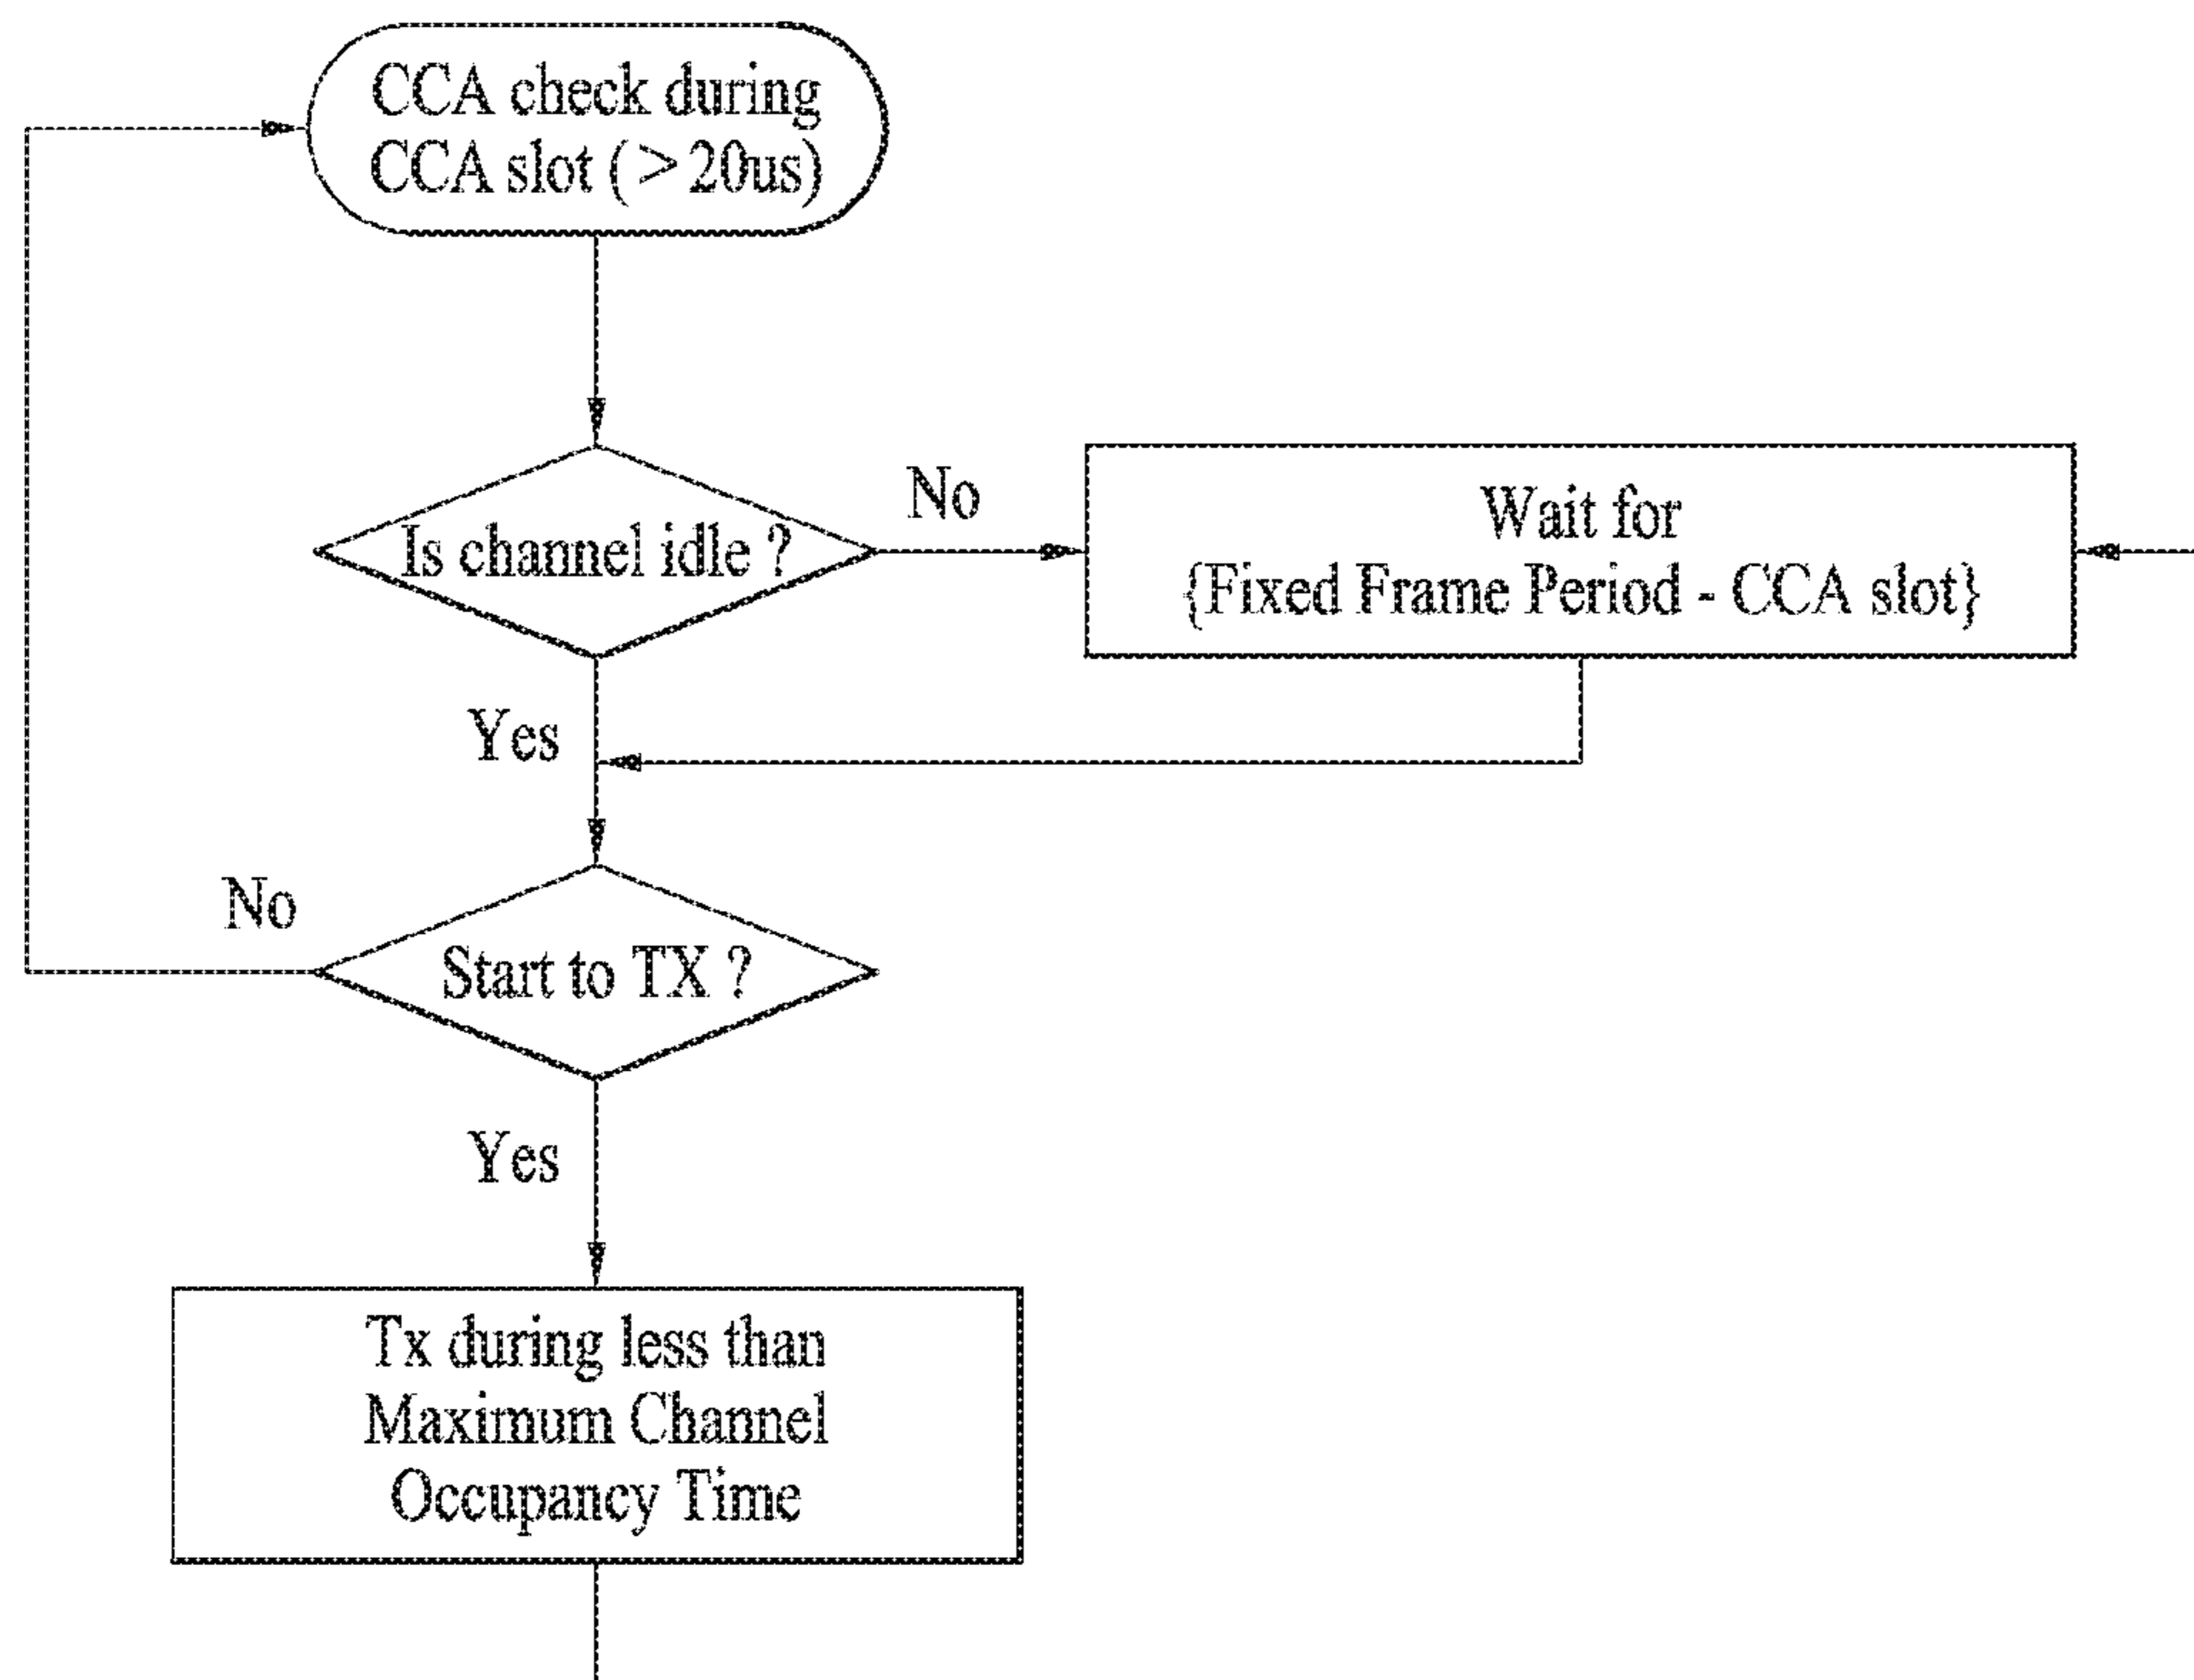 CCA check during
CCA slot ( > 20us)
Is channel idle ?
No
Wait for
{Fixed Frame Period - CCA slot}
Yes
No
Start to TX ?
Yes
Tx during less than
Maximum Channel
Occupancy Time